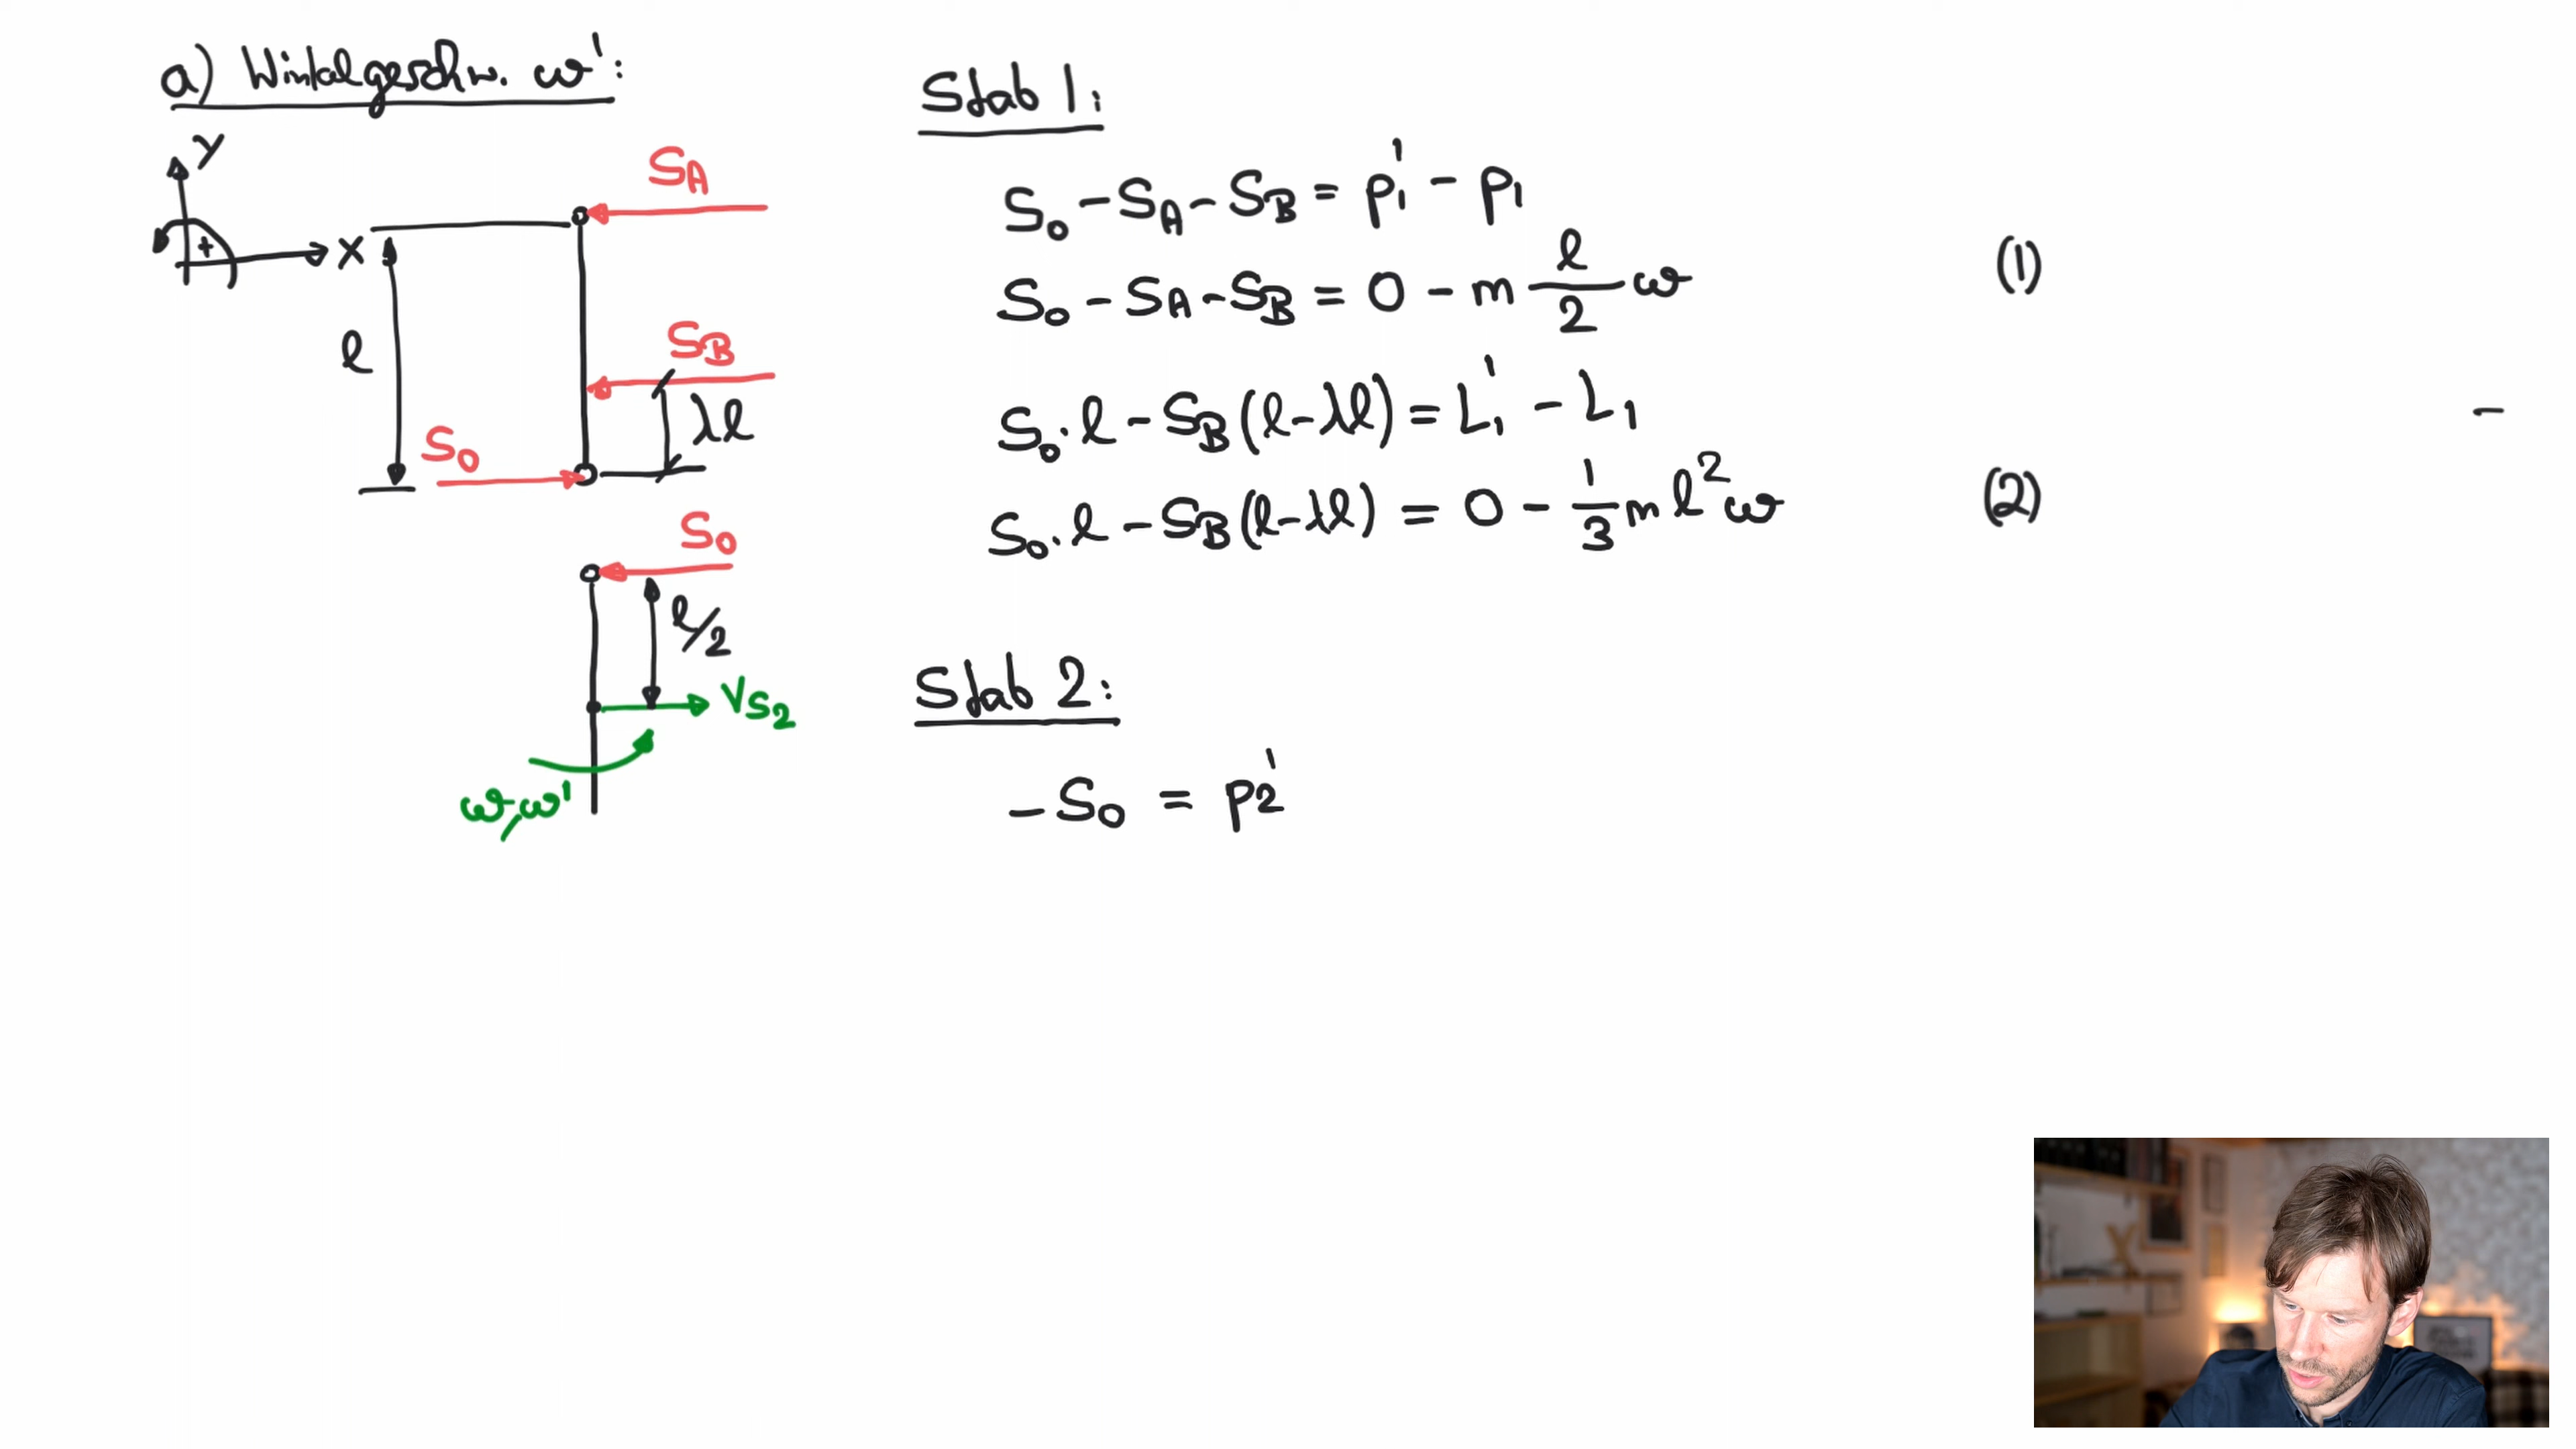 a) Winkelgeschw. ω':
y
x
+
l
S_A
S_B
λl
S_0
S_0
l/2
v_S2
ω, ω'
Stab 1:
S_0 - S_A - S_B = p_1' - p_1
S_0 - S_A - S_B = 0 - m l/2 ω (1)
S_0 · l - S_B (l - λl) = L_1' - L_1
S_0 · l - S_B (l - λl) = 0 - 1/3 m l² ω (2)
-
Stab 2:
- S_0 = p_2'